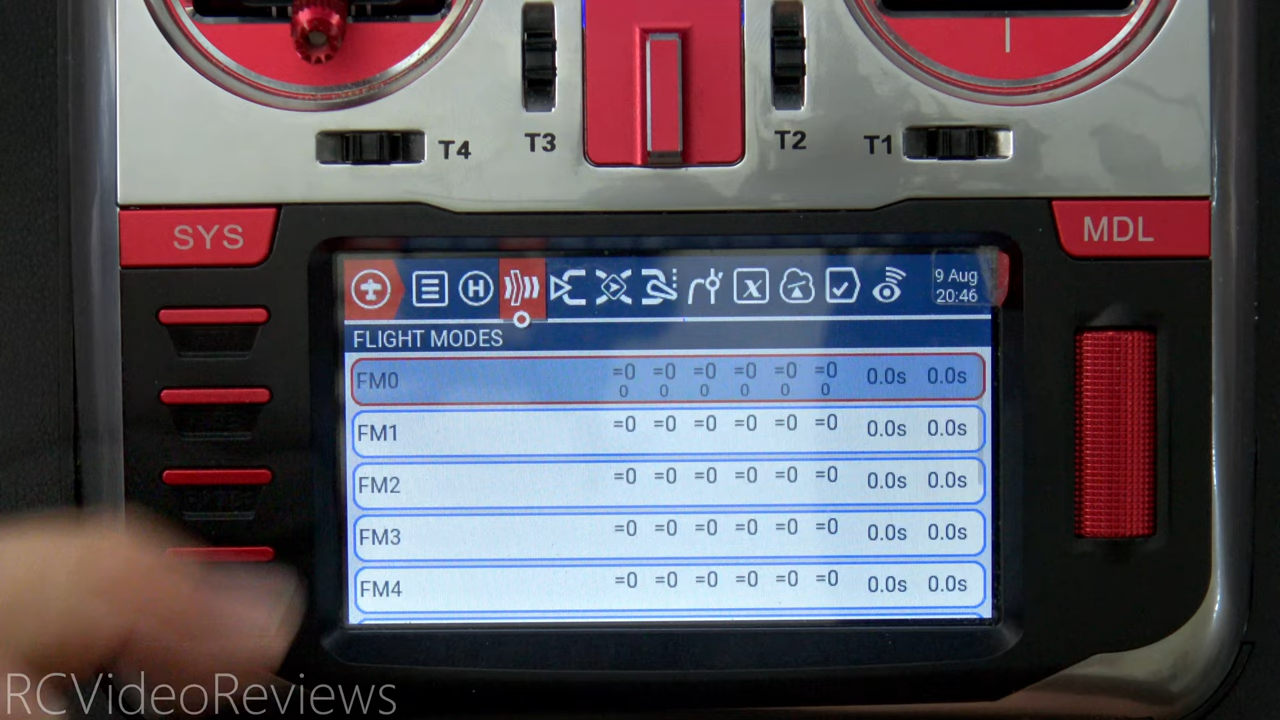 T4 T3 T2 T1
SYS MDL
9 Aug
20:46
FLIGHT MODES
FM0 =0 =0 =0 =0 =0 =0 0.0s 0.0s
0 0 0 0 0 0
FM1 =0 =0 =0 =0 =0 =0 0.0s 0.0s
FM2 =0 =0 =0 =0 =0 =0 0.0s 0.0s
FM3 =0 =0 =0 =0 =0 =0 0.0s 0.0s
FM4 =0 =0 =0 =0 =0 =0 0.0s 0.0s
RCVideoReviews